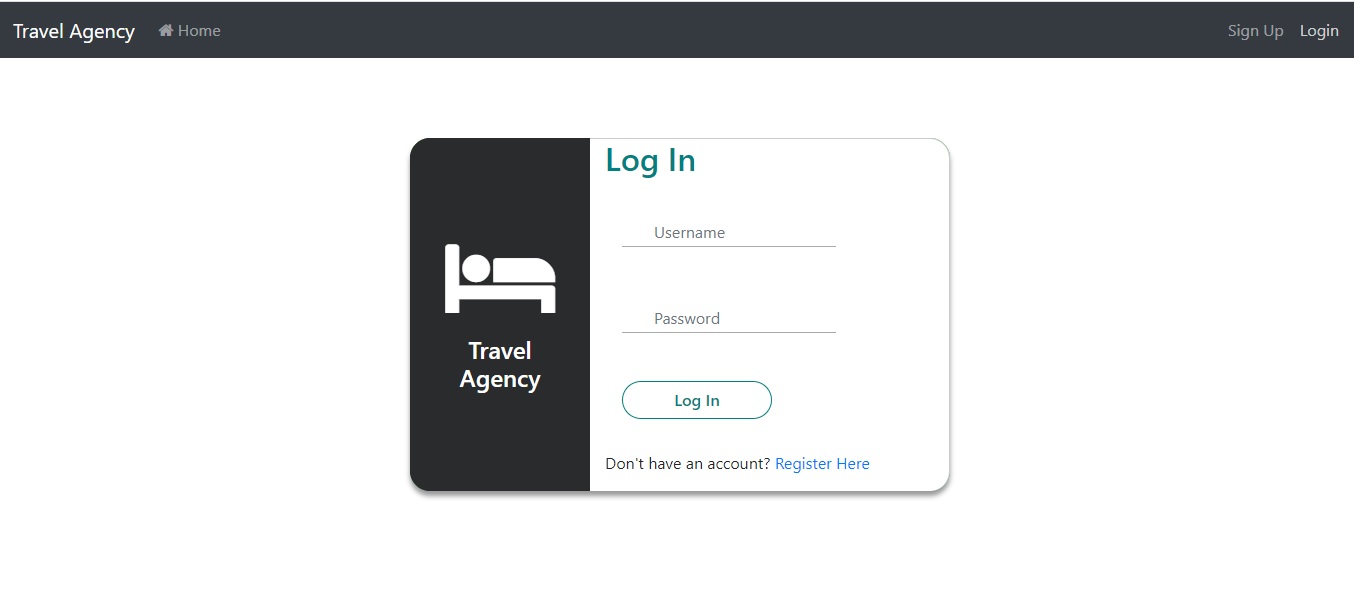 Travel Agency Home Sign Up Login
Log In
Username
Password
Travel
Agency
Log In
Don't have an account? Register Here